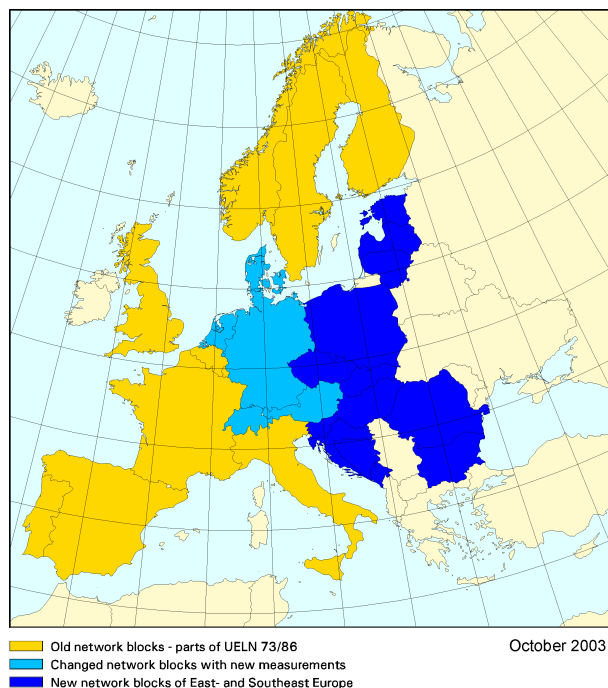 Old network blocks - parts of UELN 73/86
October 2003
Changed network blocks with new measurements
New network blocks of East- and Southeast Europe